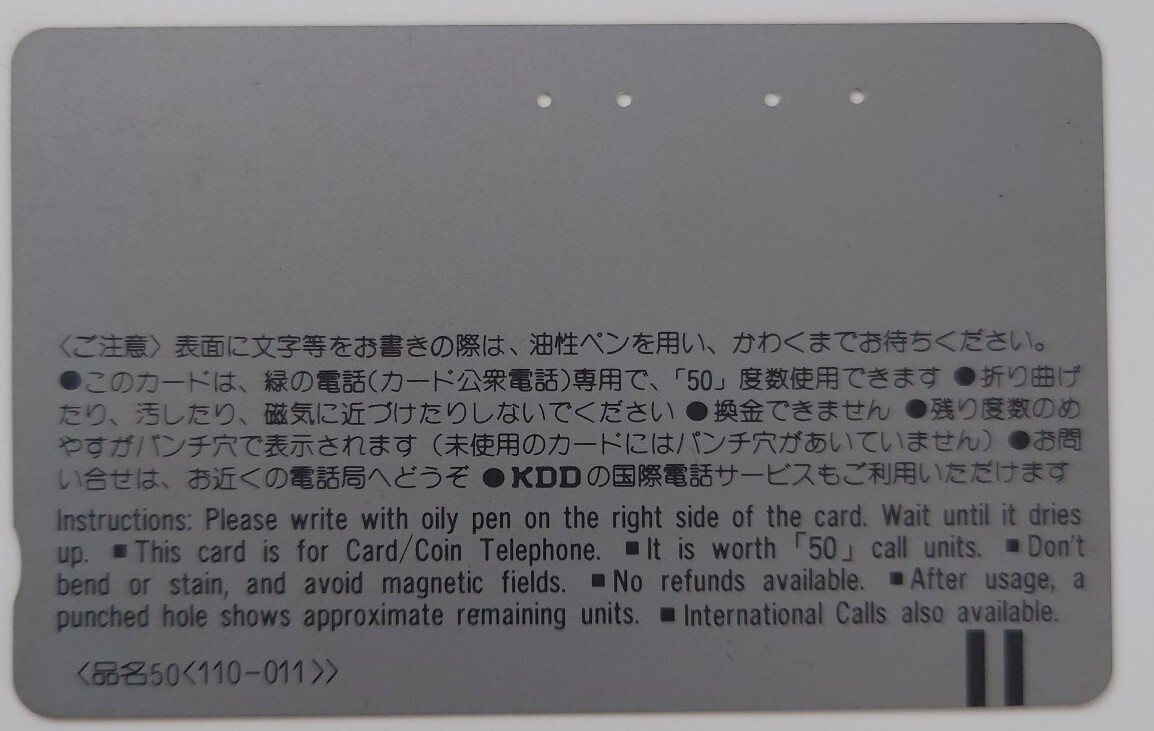 〈ご注意〉表面に文字等をお書きの際は、油性ペンを用い、かわくまでお待ちください。
●このカードは、緑の電話(カード公衆電話)専用で、「50」度数使用できます ●折り曲げ
たり、汚したり、磁気に近づけたりしないでください ●換金できません ●残り度数のめ
やすがパンチ穴で表示されます（未使用のカードにはパンチ穴があいていません）●お問
い合せは、お近くの電話局へどうぞ ●KDDの国際電話サービスもご利用いただけます
Instructions: Please write with oily pen on the right side of the card. Wait until it dries
up. ■This card is for Card/Coin Telephone. ■It is worth「50」call units. ■Don't
bend or stain, and avoid magnetic fields. ■No refunds available. ■After usage, a
punched hole shows approximate remaining units. ■International Calls also available.
〈品名50〈110-011〉〉